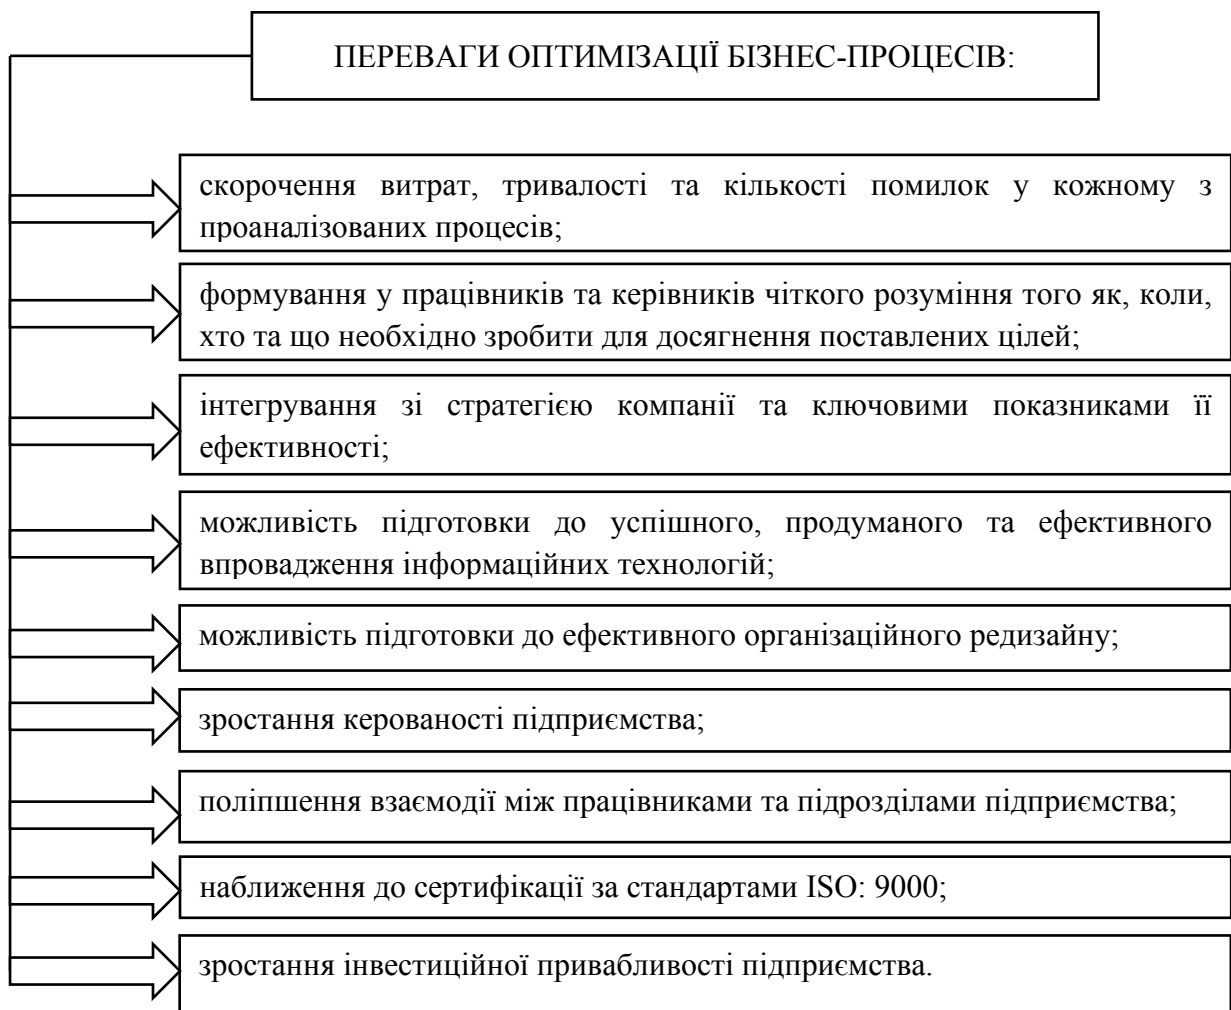 ПЕРЕВАГИ ОПТИМІЗАЦІЇ БІЗНЕС-ПРОЦЕСІВ:
скорочення витрат, тривалості та кількості помилок у кожному з
проаналізованих процесів;
формування у працівників та керівників чіткого розуміння того як, коли,
хто та що необхідно зробити для досягнення поставлених цілей;
інтегрування зі стратегією компанії та ключовими показниками її
ефективності;
можливість підготовки до успішного, продуманого та ефективного
впровадження інформаційних технологій;
можливість підготовки до ефективного організаційного редизайну;
зростання керованості підприємства;
поліпшення взаємодії між працівниками та підрозділами підприємства;
наближення до сертифікації за стандартами ISO: 9000;
зростання інвестиційної привабливості підприємства.